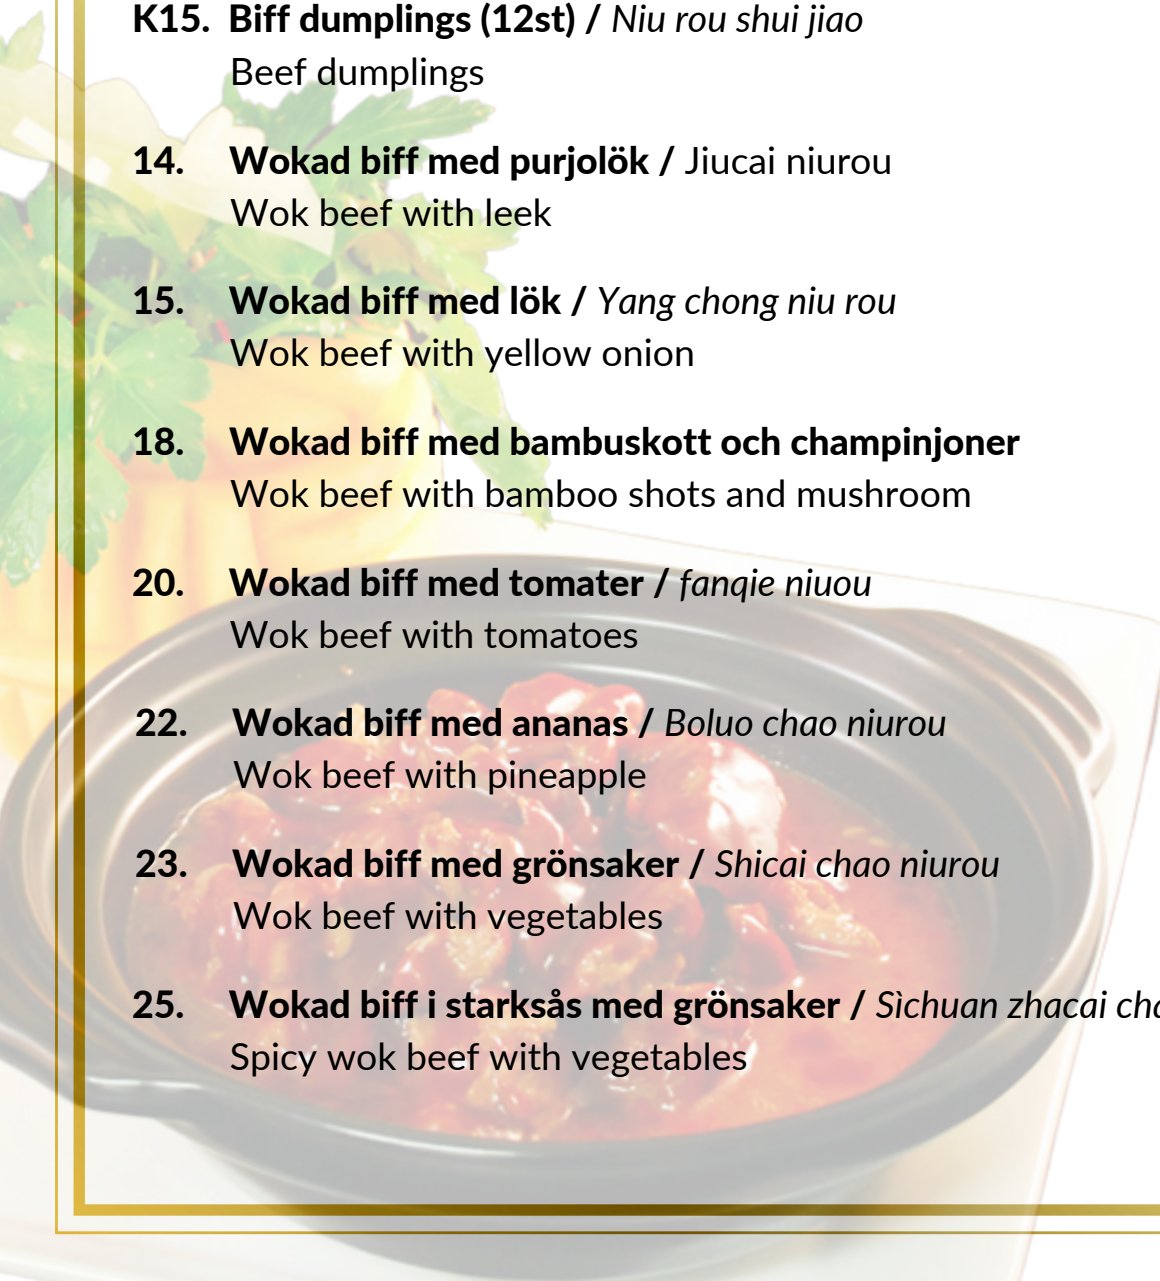 K15. Biff dumplings (12st) / Niu rou shui jiao
Beef dumplings
14. Wokad biff med purjolök / Jiucai niurou
Wok beef with leek
15. Wokad biff med lök / Yang chong niu rou
Wok beef with yellow onion
18. Wokad biff med bambuskott och champinjoner
Wok beef with bamboo shots and mushroom
20. Wokad biff med tomater / fanqie niuou
Wok beef with tomatoes
22. Wokad biff med ananas / Boluo chao niurou
Wok beef with pineapple
23. Wokad biff med grönsaker / Shicai chao niurou
Wok beef with vegetables
25. Wokad biff i starksås med grönsaker / Sìchuan zhacai
Spicy wok beef with vegetables